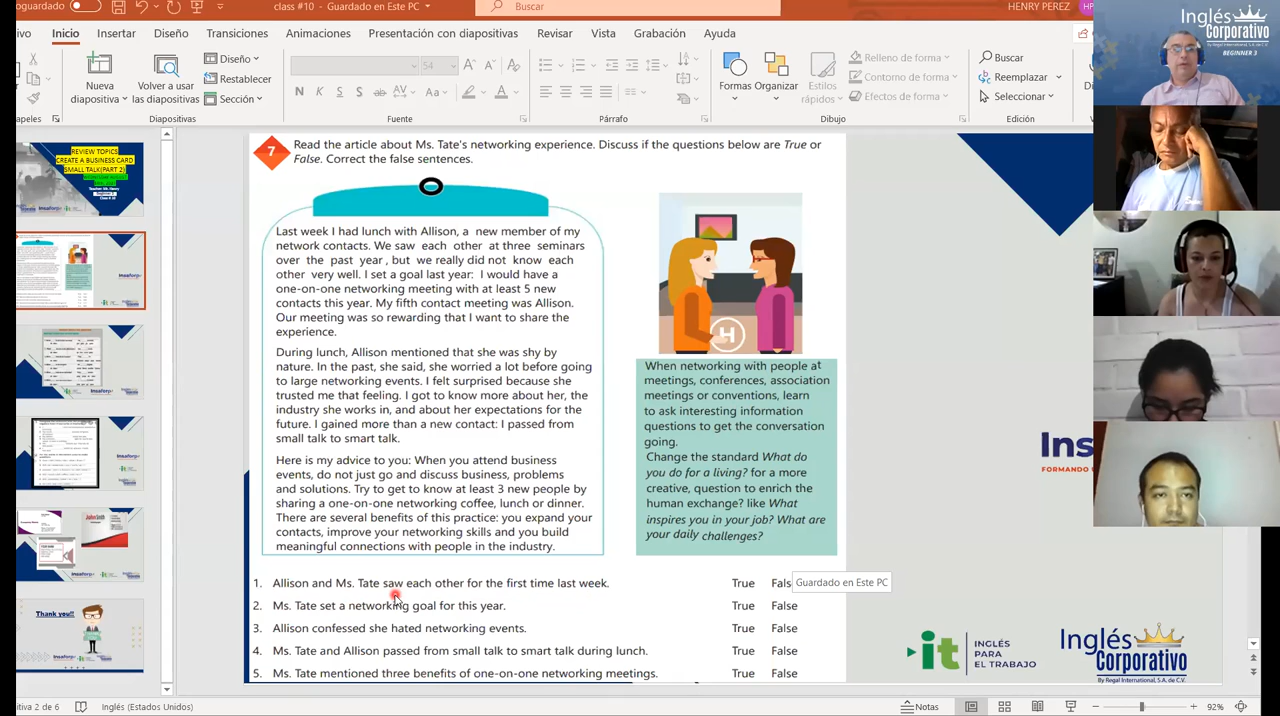 oguardado
class #10 - Guardado en Este PC
Buscar
HENRY PEREZ
HP
Inicio Insertar Diseño Transiciones Animaciones Presentación con diapositivas Revisar Vista Grabación Ayuda
Nueva diapositiva
Volver a usar las diapositivas
Diseño
Restablecer
Sección
54
Formas Organizar Estilos rápidos
Relleno de forma
Contorno de forma
Efectos de forma
Buscar
Reemplazar
Seleccionar
apeles Diapositivas Fuente Párrafo Dibujo Edición
Inglés
Corporativo
By Regal International, S.A. de C.V.
BEGINNER 3
REVIEW TOPICS
CREATE A BUSINESS CARD
SMALL TALK(PART 2)
Thank you!!
7
Read the article about Ms. Tate's networking experience. Discuss if the questions below are True or
False. Correct the false sentences.
Last week I had lunch with Allison, a new member of my
network contacts. We saw each other at three seminars
over the past year , but we really did not know each
other very well. I set a goal last year: I would have a
one-on-one networking meeting with at least 5 new
contacts this year. My fifth contact meeting was Allison.
Our meeting was so rewarding that I want to share the
experience.
During lunch, Allison mentioned that she was shy by
nature. In the past, she said, she worried a lot before going
to large networking events. I felt surprised because she
trusted me that feeling. I got to know more about her, the
industry she works in, and about her expectations for the
future. I gained more than a new contact. I passed from
small talk to smart talk.
Here is my advice to you: When you attend business
events, do not just go and discuss business, problems
and solutions. Try to get to know at least 3 new people by
sharing a one-on-one networking coffee, lunch or dinner.
There are several benefits of this practice: you expand your
contacts, improve your networking skills and you build
meaningful connections with people in the industry.
When networking with people at
meetings, conferences, association
meetings or conventions, learn
to ask interesting information
questions to get the conversation
going.
Change the standard What do
you do for a living? for a more
creative, question to enrich the
human exchange? like What
inspires you in your job? What are
your daily challenges?
1. Allison and Ms. Tate saw each other for the first time last week. True Fals
Guardado en Este PC
2. Ms. Tate set a networking goal for this year. True False
3. Allison confessed she hated networking events. True False
4. Ms. Tate and Allison passed from small talk to smart talk during lunch. True False
5. Ms. Tate mentioned three benefits of one-on-one networking meetings. True False
Ins
FORMANDO
it
INGLÉS
PARA
EL TRABAJO
Inglés
Corporativo
By Regal International, S.A. de C.V.
itiva 2 de 6
Inglés (Estados Unidos)
Notas
92%